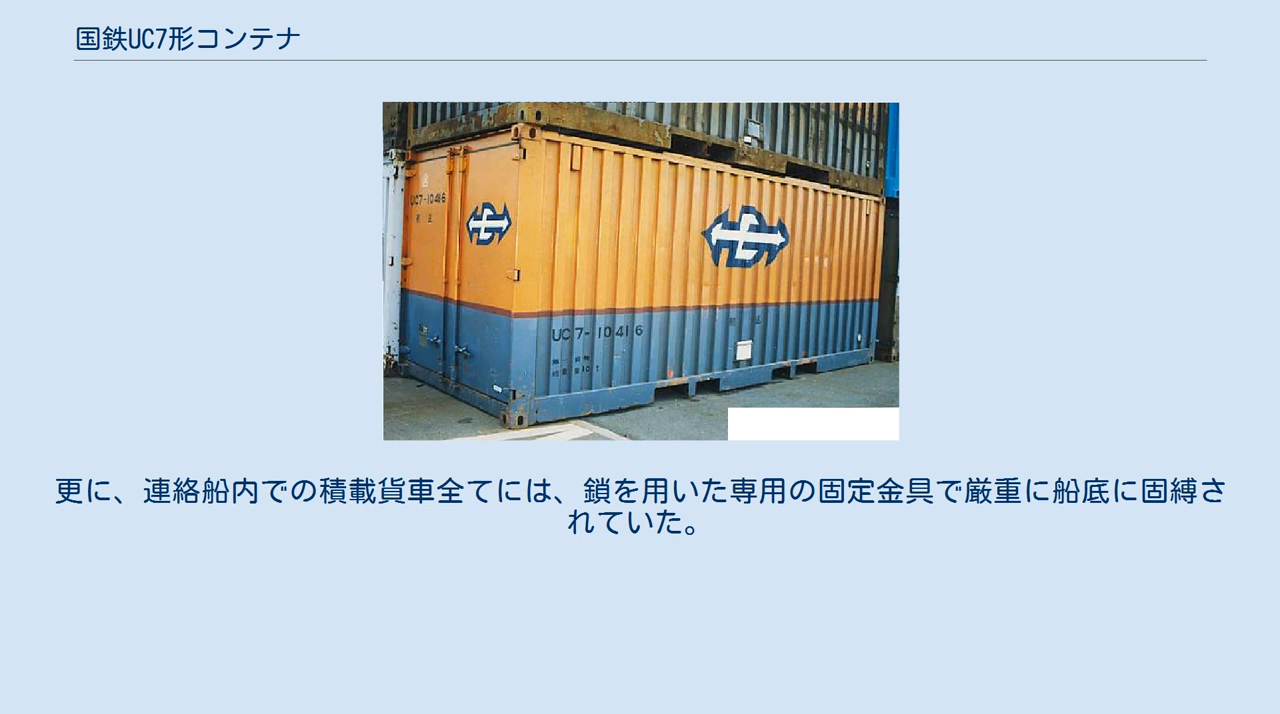 国鉄UC7形コンテナ
UC7-10416
UC7-10416
更に、連絡船内での積載貨車全てには、鎖を用いた専用の固定金具で厳重に船底に固縛さ
れていた。